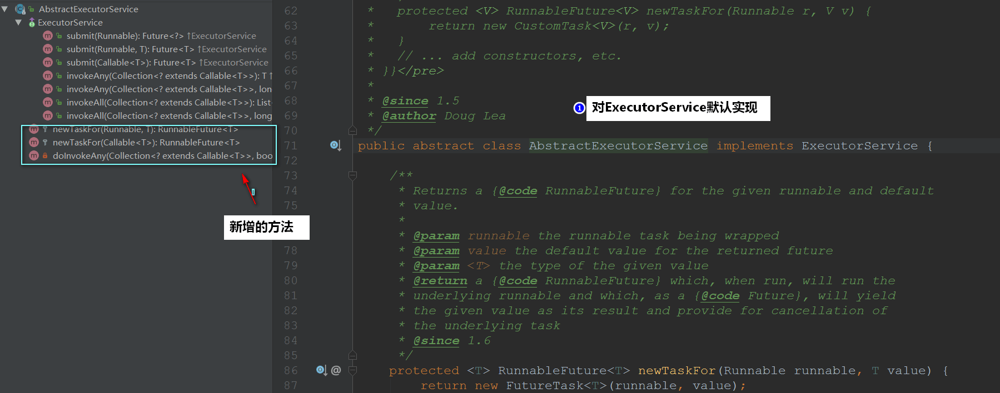 AbstractExecutorService
ExecutorService
submit(Runnable): Future<?> ↑ExecutorService
submit(Runnable, T): Future<T> ↑ExecutorService
submit(Callable<T>): Future<T> ↑ExecutorService
invokeAny(Collection<? extends Callable<T>>): T ↑
invokeAny(Collection<? extends Callable<T>>, lon
invokeAll(Collection<? extends Callable<T>>): List
invokeAll(Collection<? extends Callable<T>>, long
newTaskFor(Runnable, T): RunnableFuture<T>
newTaskFor(Callable<T>): RunnableFuture<T>
doInvokeAny(Collection<? extends Callable<T>>, boo
新增的方法
62 * protected <V> RunnableFuture<V> newTaskFor(Runnable r, V v) {
63 * return new CustomTask<V>(r, v);
64 * }
65 * // ... add constructors, etc.
66 * }}</pre>
67 *
68 * @since 1.5
69 * @author Doug Lea
1 对ExecutorService默认实现
70 */
71 public abstract class AbstractExecutorService implements ExecutorService {
72
73 /**
74 * Returns a {@code RunnableFuture} for the given runnable and default
75 * value.
*
* @param runnable the runnable task being wrapped
78 * @param value the default value for the returned future
79 * @param <T> the type of the given value
80 * @return a {@code RunnableFuture} which, when run, will run the
81 * underlying runnable and which, as a {@code Future}, will yield
82 * the given value as its result and provide for cancellation of
83 * the underlying task
84 * @since 1.6
85 */
86 @ protected <T> RunnableFuture<T> newTaskFor(Runnable runnable, T value) {
87 return new FutureTask<T>(runnable, value);